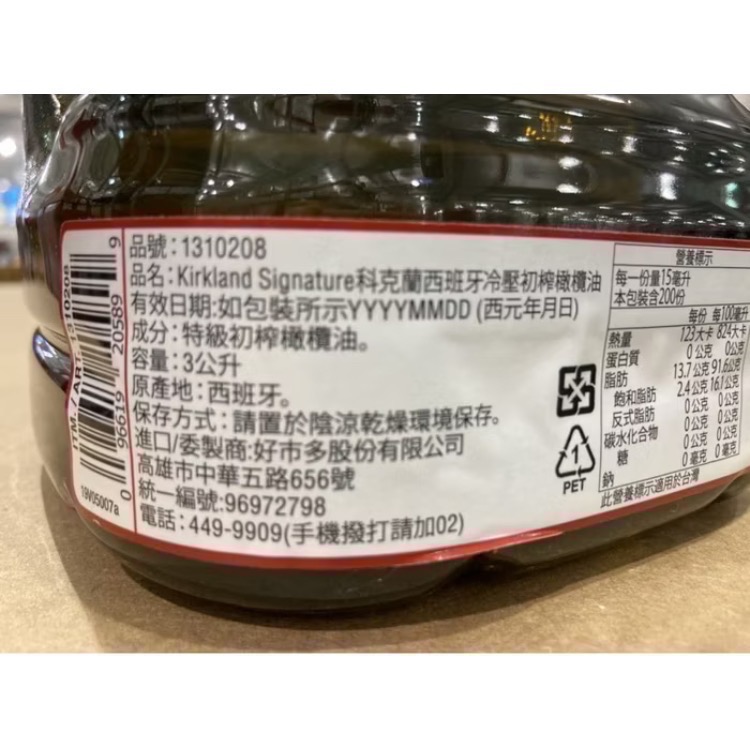 品號:1310208
品名:Kirkland Signature科克蘭西班牙冷壓初榨橄欖油
有效日期:如包裝所示YYYYMMDD (西元年月日)
成分:特級初榨橄欖油。
容量:3公升
原產地:西班牙。
保存方式:請置於陰涼乾燥環境保存。
進口/委製商:好市多股份有限公司
高雄市中華五路656號
統一編號:96972798
電話:449-9909(手機撥打請加02)
ITM. / ART. 1310208
0 96619 20589 9
19V05007a
1
PET
營養標示
每一份量15毫升
本包裝含200份
每份 每100毫升
熱量 123大卡 824大卡
蛋白質 0公克 0公克
脂肪 13.7公克 91.6公克
飽和脂肪 2.4公克 16.1公克
反式脂肪 0公克 0公克
碳水化合物 0公克 0公克
糖 0公克 0公克
鈉 0毫克 0毫克
此營養標示適用於台灣